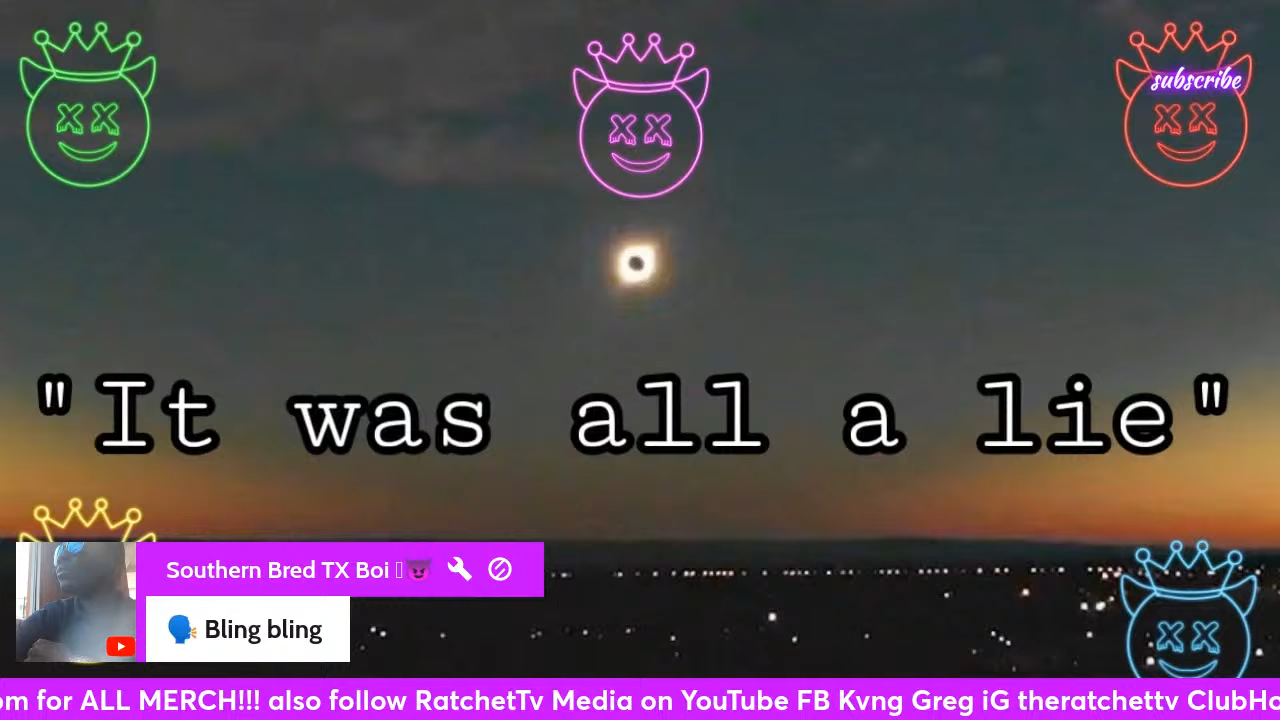 subscribe
"It was all a lie"
Southern Bred TX Boi 😈
🗣 Bling bling
om for ALL MERCH!!! also follow RatchetTv Media on YouTube FB Kvng Greg iG theratchettv ClubHo